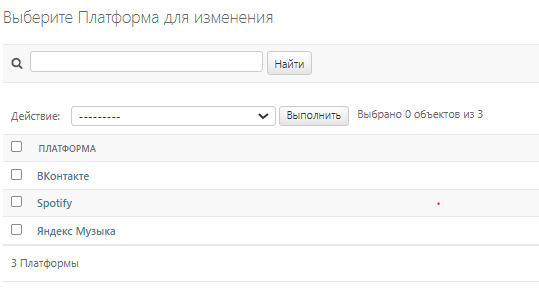 Выберите Платформа для изменения
Найти
Действие: --------- Выполнить Выбрано 0 объектов из 3
ПЛАТФОРМА
ВКонтакте
Spotify
Яндекс Музыка
3 Платформы